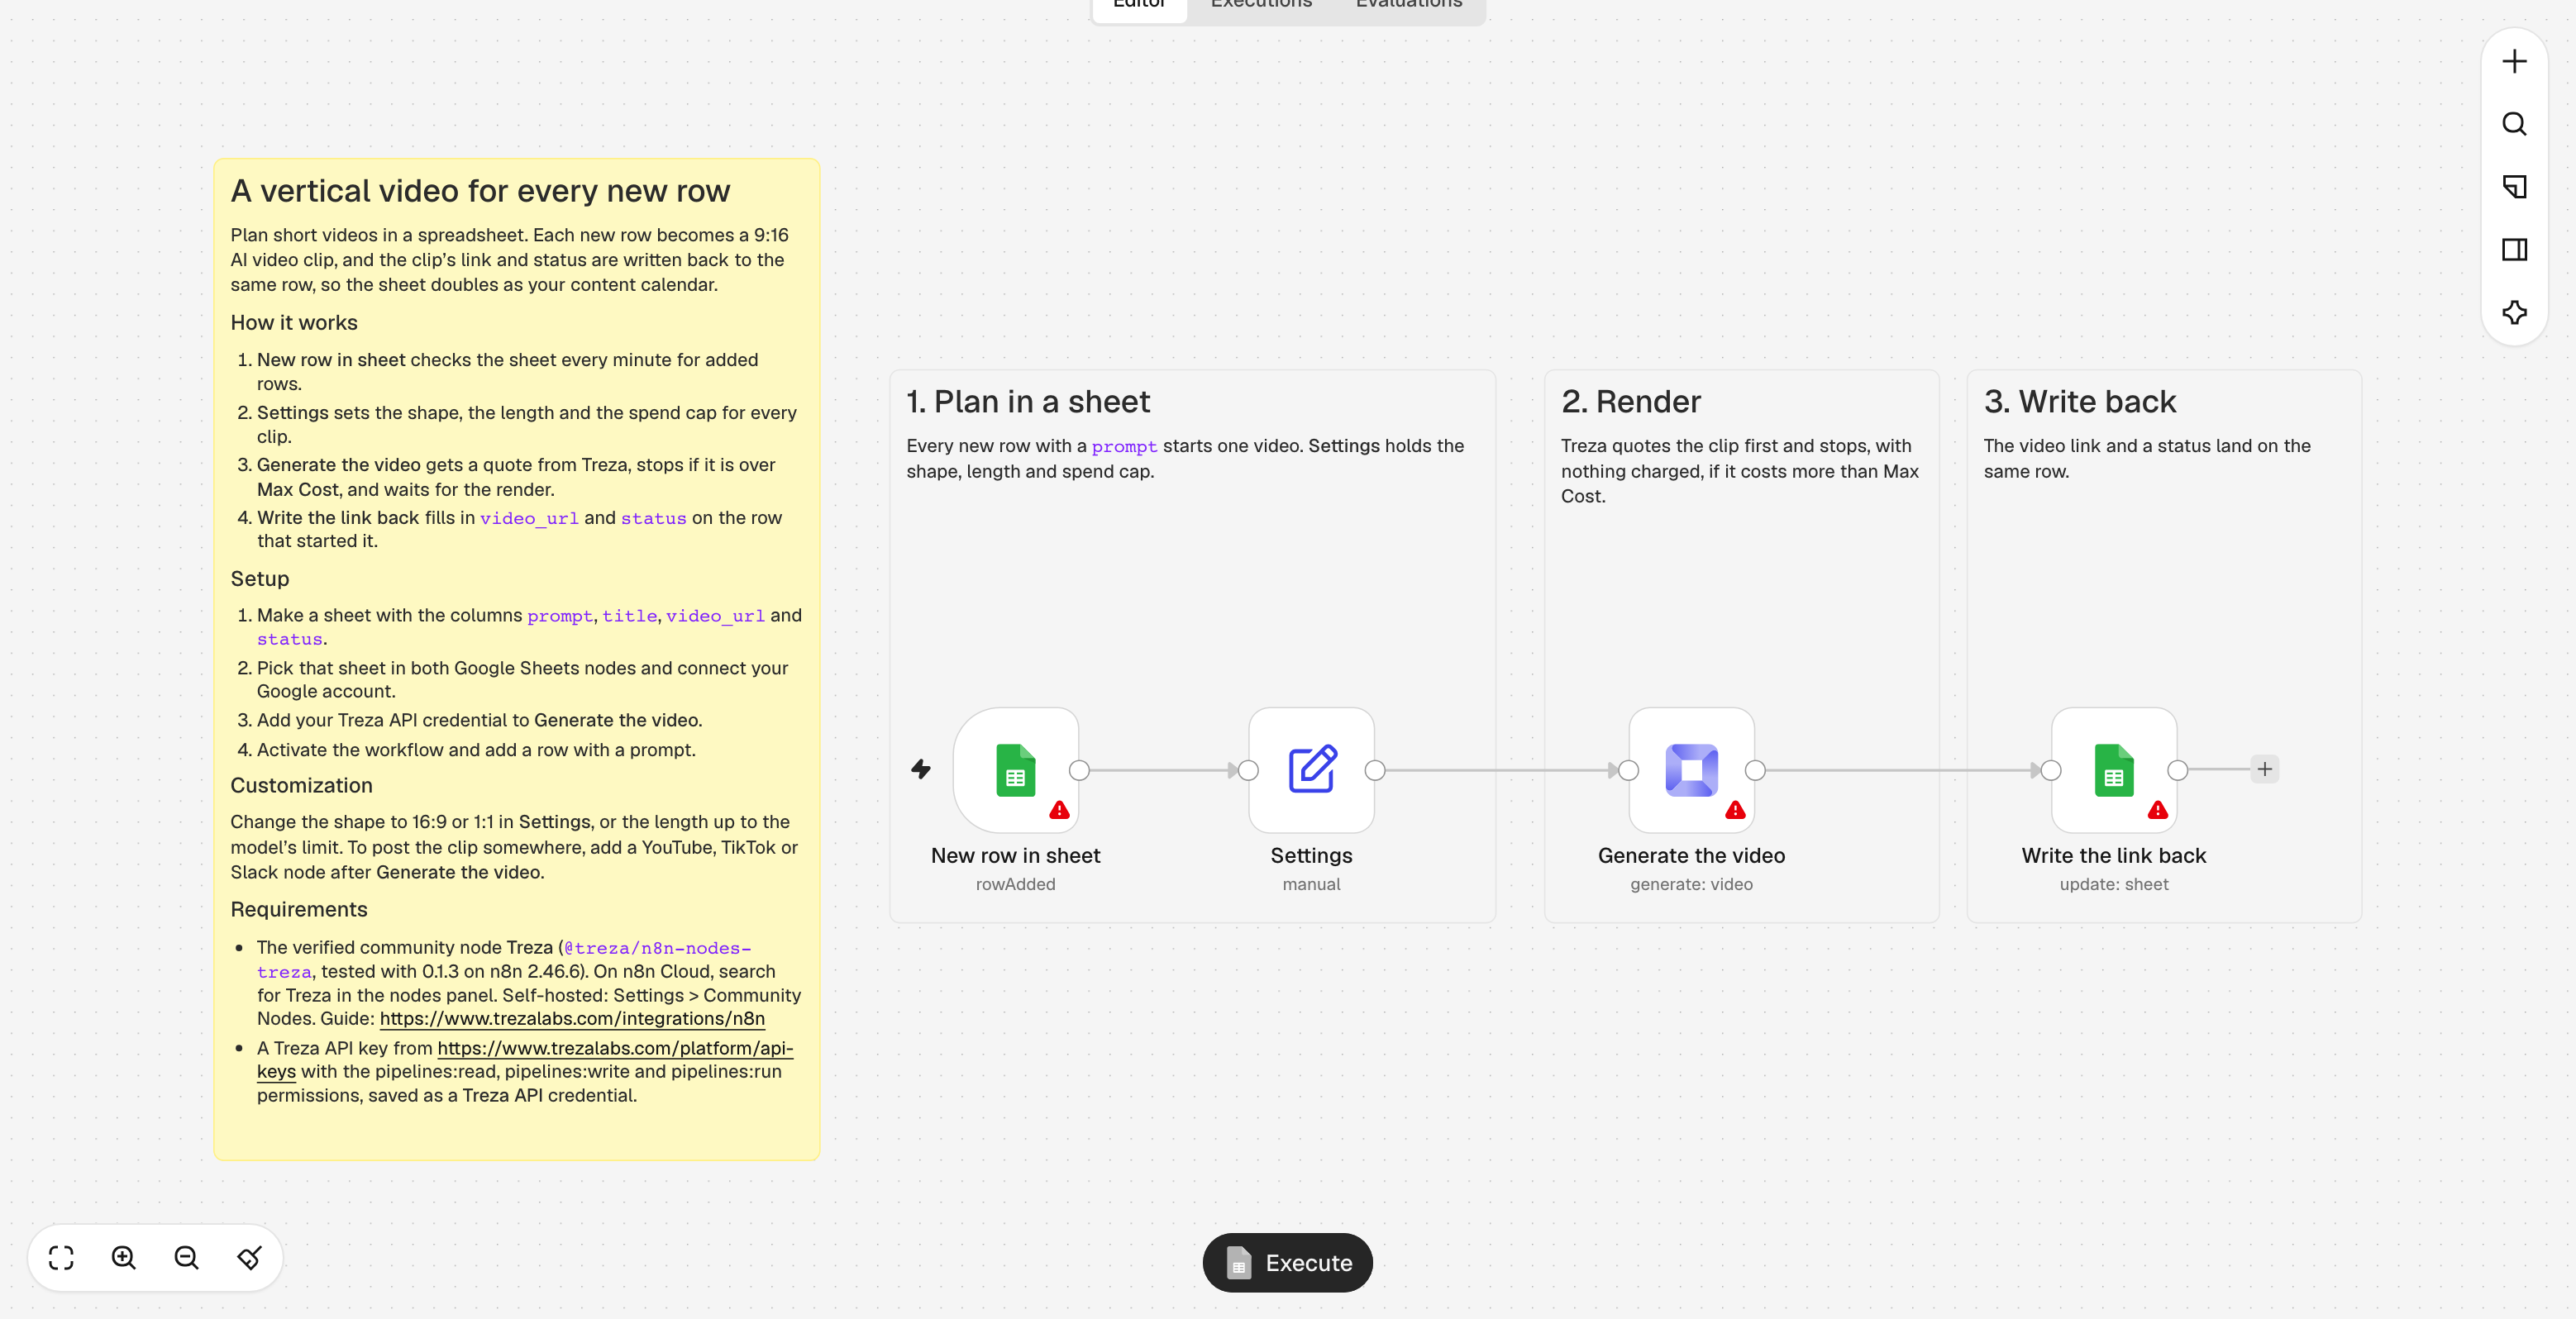 Editor Executions Evaluations
A vertical video for every new row
Plan short videos in a spreadsheet. Each new row becomes a 9:16
AI video clip, and the clip’s link and status are written back to the
same row, so the sheet doubles as your content calendar.
How it works
1. New row in sheet checks the sheet every minute for added
rows.
2. Settings sets the shape, the length and the spend cap for every
clip.
3. Generate the video gets a quote from Treza, stops if it is over
Max Cost, and waits for the render.
4. Write the link back fills in video_url and status on the row
that started it.
Setup
1. Make a sheet with the columns prompt, title, video_url and
status.
2. Pick that sheet in both Google Sheets nodes and connect your
Google account.
3. Add your Treza API credential to Generate the video.
4. Activate the workflow and add a row with a prompt.
Customization
Change the shape to 16:9 or 1:1 in Settings, or the length up to the
model’s limit. To post the clip somewhere, add a YouTube, TikTok or
Slack node after Generate the video.
Requirements
• The verified community node Treza (@treza/n8n-nodes-
treza, tested with 0.1.3 on n8n 2.46.6). On n8n Cloud, search
for Treza in the nodes panel. Self-hosted: Settings > Community
Nodes. Guide: https://www.trezalabs.com/integrations/n8n
• A Treza API key from https://www.trezalabs.com/platform/api-
keys with the pipelines:read, pipelines:write and pipelines:run
permissions, saved as a Treza API credential.
1. Plan in a sheet
Every new row with a prompt starts one video. Settings holds the
shape, length and spend cap.
New row in sheet
rowAdded
Settings
manual
2. Render
Treza quotes the clip first and stops, with
nothing charged, if it costs more than Max
Cost.
Generate the video
generate: video
3. Write back
The video link and a status land on the
same row.
Write the link back
update: sheet
Execute